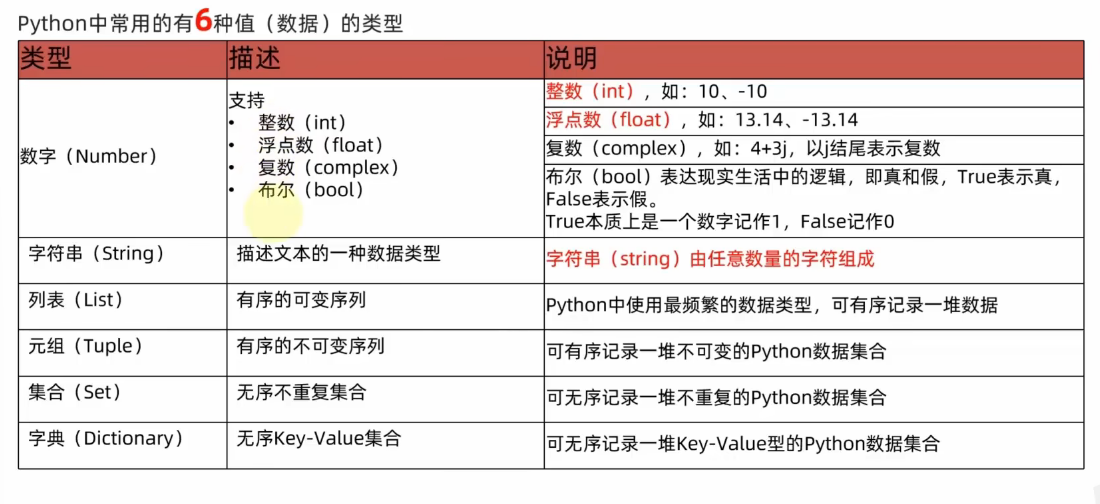 Python中常用的有6种值（数据）的类型
类型 描述 说明
数字（Number）
支持
• 整数（int）
• 浮点数（float）
• 复数（complex）
• 布尔（bool）
整数（int），如：10、-10
浮点数（float），如：13.14、-13.14
复数（complex），如：4+3j，以j结尾表示复数
布尔（bool）表达现实生活中的逻辑，即真和假，True表示真，
False表示假。
True本质上是一个数字记作1，False记作0
字符串（String） 描述文本的一种数据类型 字符串（string）由任意数量的字符组成
列表（List） 有序的可变序列 Python中使用最频繁的数据类型，可有序记录一堆数据
元组（Tuple） 有序的不可变序列 可有序记录一堆不可变的Python数据集合
集合（Set） 无序不重复集合 可无序记录一堆不重复的Python数据集合
字典（Dictionary） 无序Key-Value集合 可无序记录一堆Key-Value型的Python数据集合